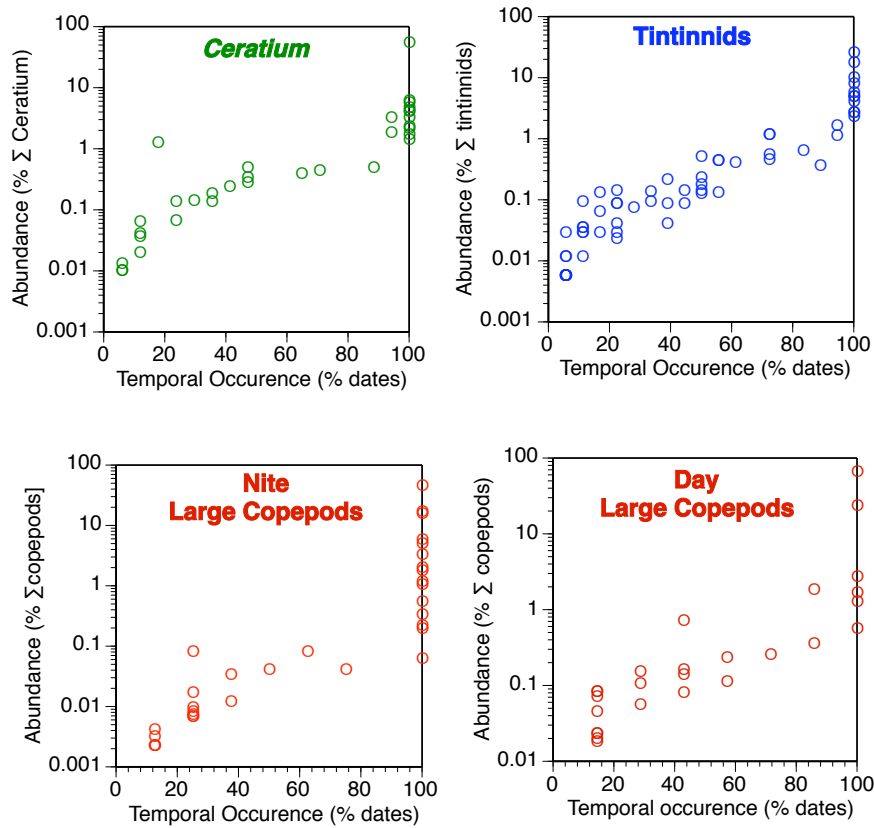 Ceratium
Abundance (% Σ Ceratium)
100
10
1
0.1
0.01
0.001
0 20 40 60 80 100
Temporal Occurence (% dates)
Tintinnids
Abundance (% Σ tintinnids)
100
10
1
0.1
0.01
0.001
0 20 40 60 80 100
Temporal Occurence (% dates)
Nite
Large Copepods
Abundance (% Σcopepods]
100
10
1
0.1
0.01
0.001
0 20 40 60 80 100
Temporal Occurence (% dates)
Day
Large Copepods
Abundance (% Σ copepods)
100
10
1
0.1
0.01
0 20 40 60 80 100
Temporal occurence (% dates)